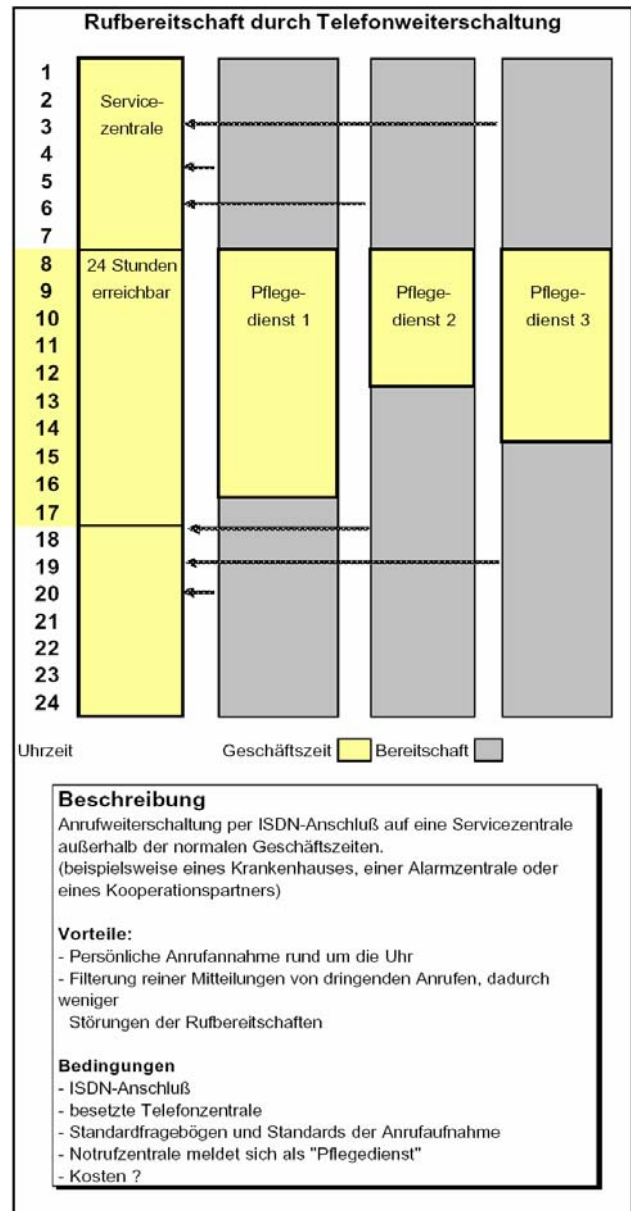 Rufbereitschaft durch Telefonweiterschaltung
1
2
3
4
5
6
7
8
9
10
11
12
13
14
15
16
17
18
19
20
21
22
23
24
Service-
zentrale
24 Stunden
erreichbar
Pflege-
dienst 1
Pflege-
dienst 2
Pflege-
dienst 3
Uhrzeit
Geschäftszeit
Bereitschaft
Beschreibung
Anrufweiterschaltung per ISDN-Anschluß auf eine Servicezentrale
außerhalb der normalen Geschäftszeiten.
(beispielsweise eines Krankenhauses, einer Alarmzentrale oder
eines Kooperationspartners)
Vorteile:
- Persönliche Anrufannahme rund um die Uhr
- Filterung reiner Mitteilungen von dringenden Anrufen, dadurch
weniger
Störungen der Rufbereitschaften
Bedingungen
- ISDN-Anschluß
- besetzte Telefonzentrale
- Standardfragebögen und Standards der Anrufaufnahme
- Notrufzentrale meldet sich als "Pflegedienst"
- Kosten ?